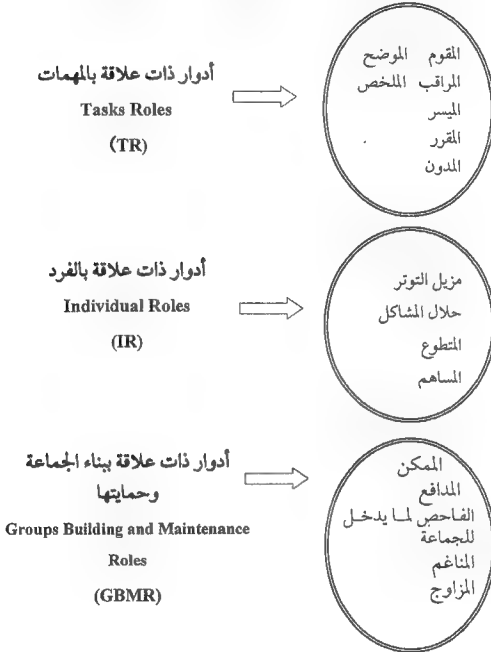 أدوار ذات علاقة بالمهمات
Tasks Roles
(TR)
المقوم الموضح
المراقب الملخص
الميسر
المقرر
المدون
أدوار ذات علاقة بالفرد
Individual Roles
(IR)
مزيل التوتر
حلال المشاكل
المتطوع
المساهم
أدوار ذات علاقة ببناء الجماعة
وحمايتها
Groups Building and Maintenance
Roles
(GBMR)
الممكن
المدافع
الفاحص لما يدخل
للجماعة
المناغم
المزاوج